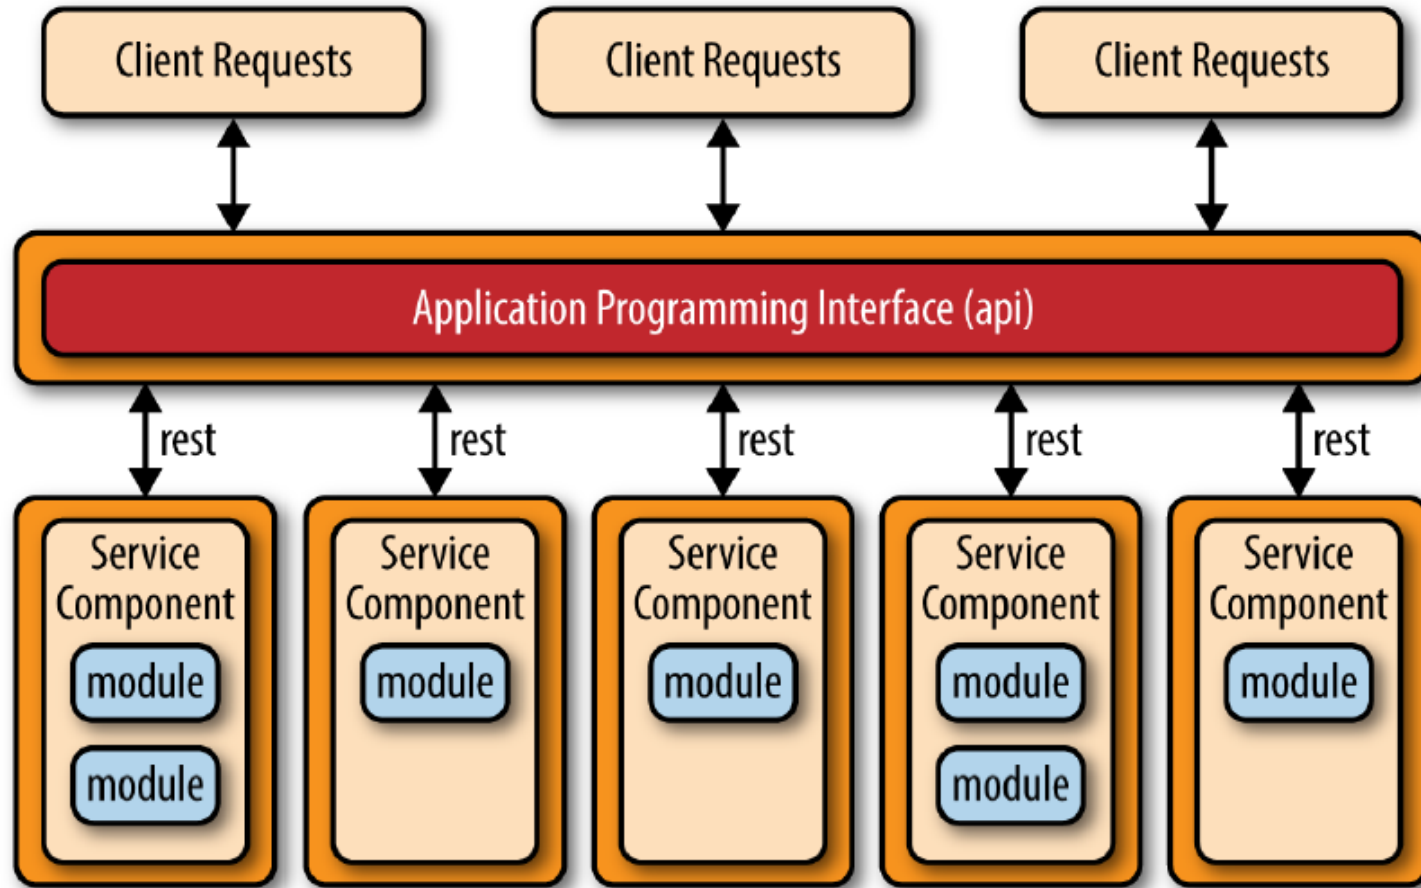 Client Requests
Client Requests
Client Requests
Application Programming Interface (api)
rest
rest
rest
rest
rest
Service
Component
module
module
Service
Component
module
Service
Component
module
Service
Component
module
module
Service
Component
module